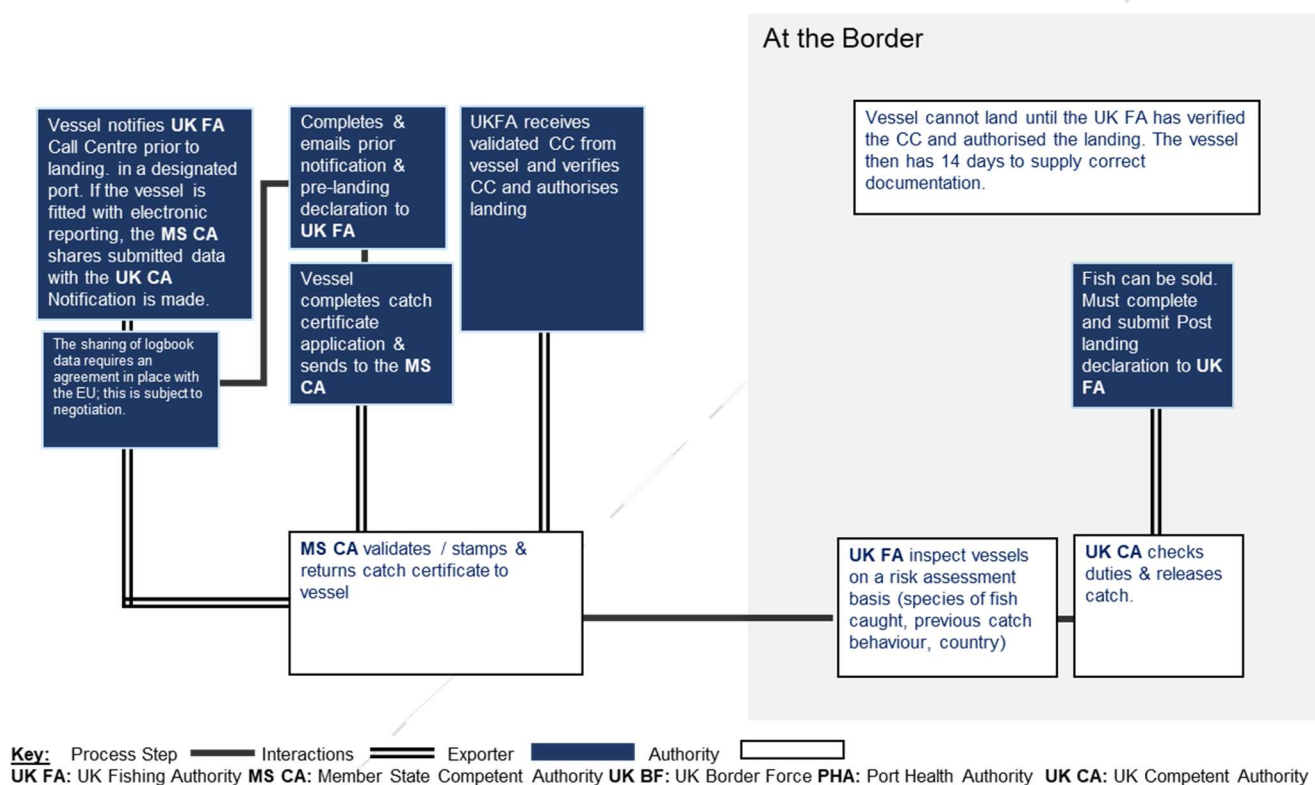 At the Border
Vessel notifies UK FA
Call Centre prior to
landing. in a designated
port. If the vessel is
fitted with electronic
reporting, the MS CA
shares submitted data
with the UK CA
Notification is made.
The sharing of logbook
data requires an
agreement in place with
the EU; this is subject to
negotiation.
Completes &
emails prior
notification &
pre-landing
declaration to
UK FA
Vessel
completes catch
certificate
application &
sends to the MS
CA
UKFA receives
validated CC from
vessel and verifies
CC and authorises
landing
MS CA validates / stamps &
returns catch certificate to
vessel
Vessel cannot land until the UK FA has verified
the CC and authorised the landing. The vessel
then has 14 days to supply correct
documentation.
UK FA inspect vessels
on a risk assessment
basis (species of fish
caught, previous catch
behaviour, country)
UK CA checks
duties & releases
catch.
Fish can be sold.
Must complete
and submit Post
landing
declaration to UK
FA
Key: Process Step Interactions Exporter Authority
UK FA: UK Fishing Authority MS CA: Member State Competent Authority UK BF: UK Border Force PHA: Port Health Authority UK CA: UK Competent Authority